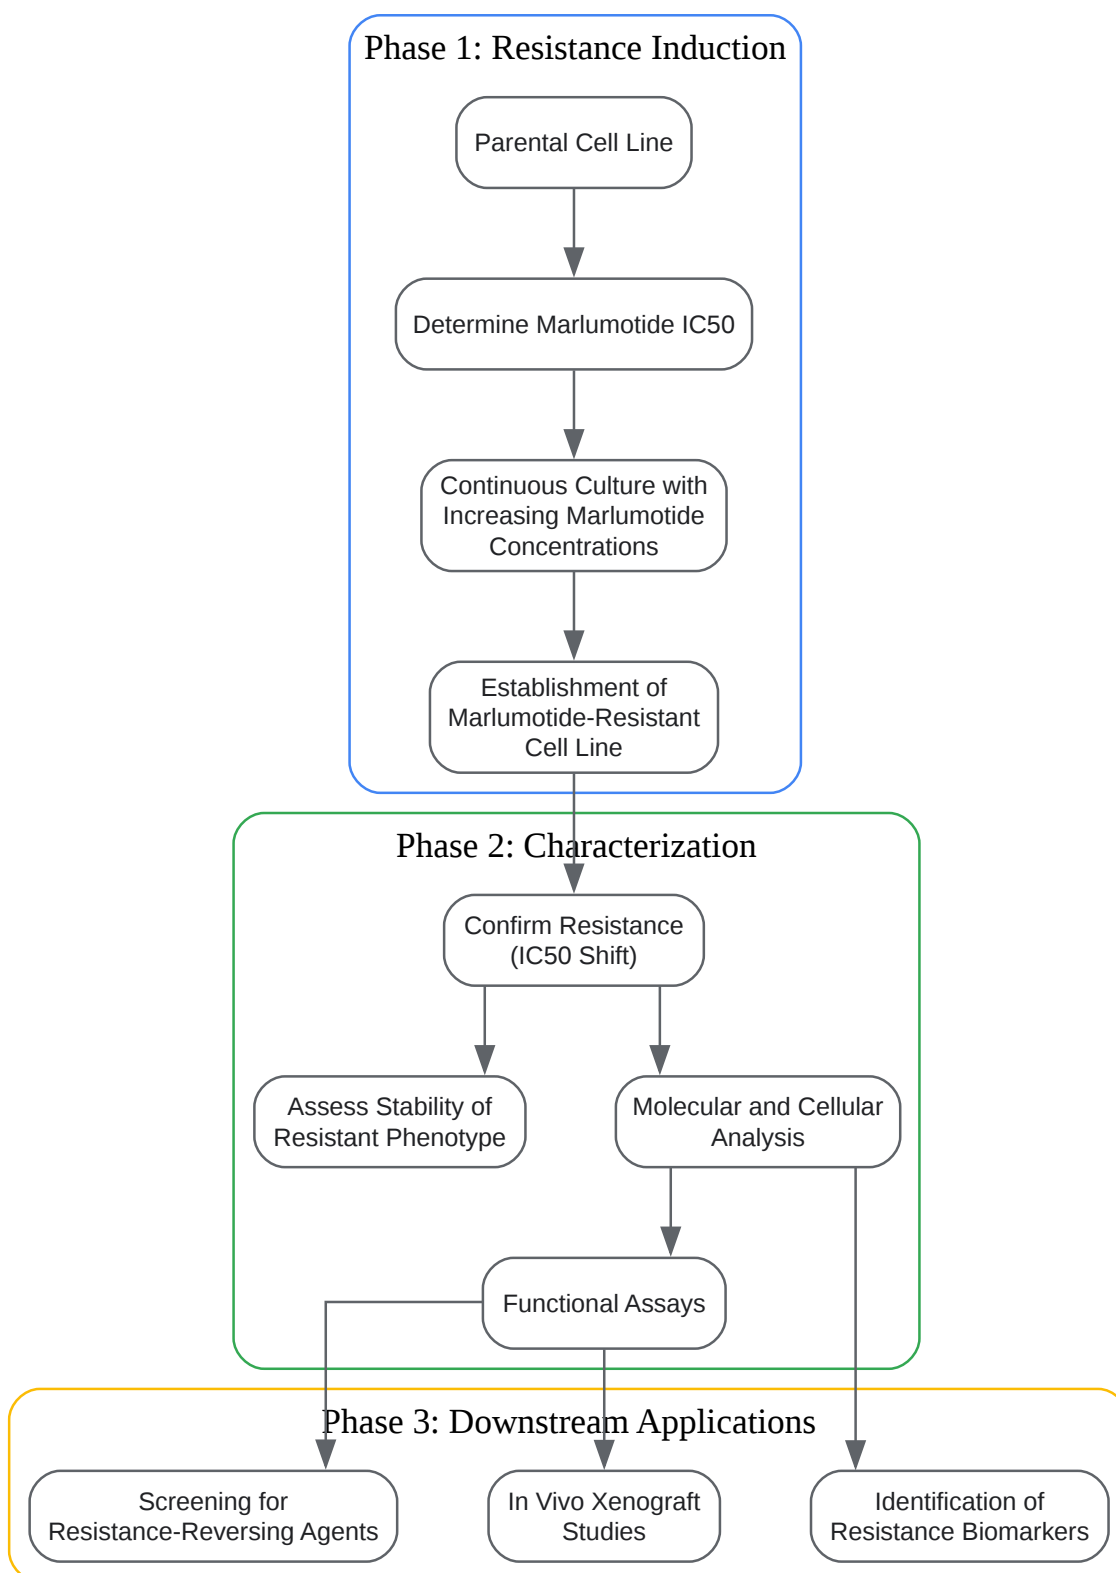 Phase 1: Resistance Induction
Parental Cell Line
Determine Marlumotide IC50
Continuous Culture with
Increasing Marlumotide
Concentrations
Establishment of
Marlumotide-Resistant
Cell Line
Phase 2: Characterization
Confirm Resistance
(IC50 Shift)
Assess Stability of
Resistant Phenotype
Molecular and Cellular
Analysis
Functional Assays
Phase 3: Downstream Applications
Screening for
Resistance-Reversing Agents
In Vivo Xenograft
Studies
Identification of
Resistance Biomarkers